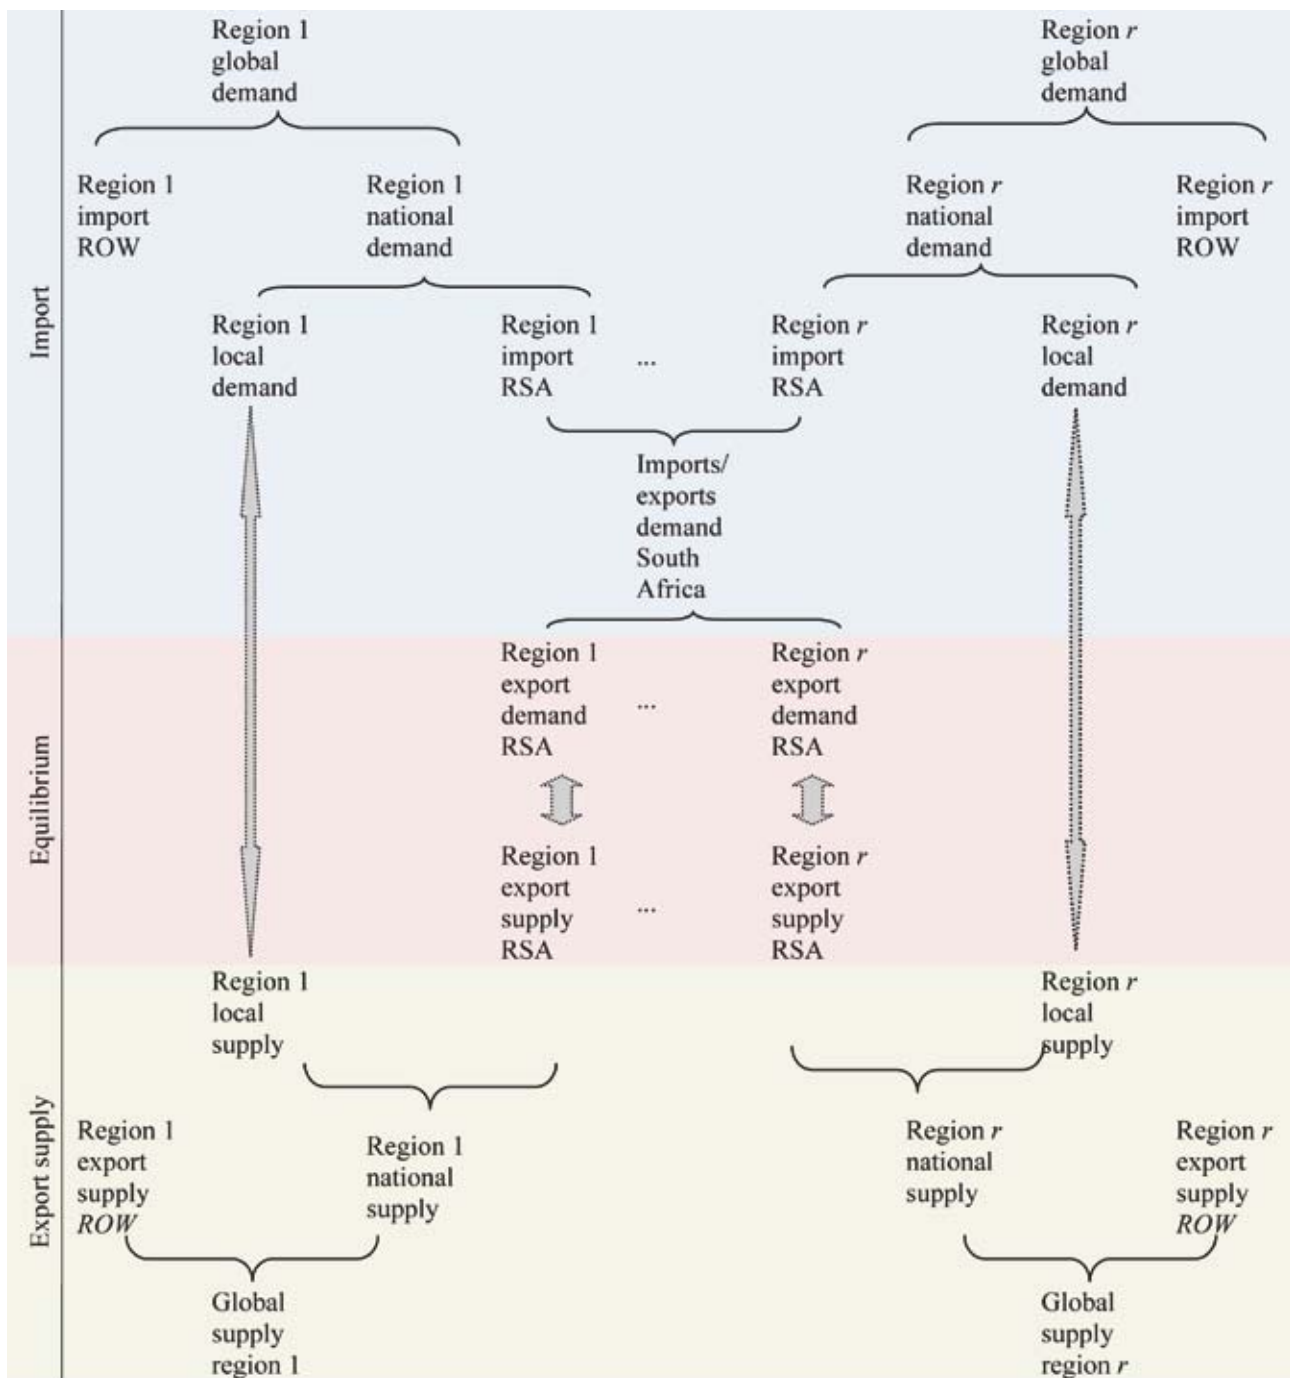 Region 1
global
demand
Region r
global
demand
Region 1
import
ROW
Region 1
national
demand
Region r
national
demand
Region r
import
ROW
Import
Region 1
local
demand
Region 1
import
RSA
...
Region r
import
RSA
Region r
local
demand
Imports/
exports
demand
South
Africa
Equilibrium
Region 1
export
demand
RSA
...
Region r
export
demand
RSA
Region 1
export
supply
RSA
...
Region r
export
supply
RSA
Export supply
Region 1
local
supply
Region r
local
supply
Region 1
export
supply
ROW
Region 1
national
supply
Region r
national
supply
Region r
export
supply
ROW
Global
supply
region 1
Global
supply
region r